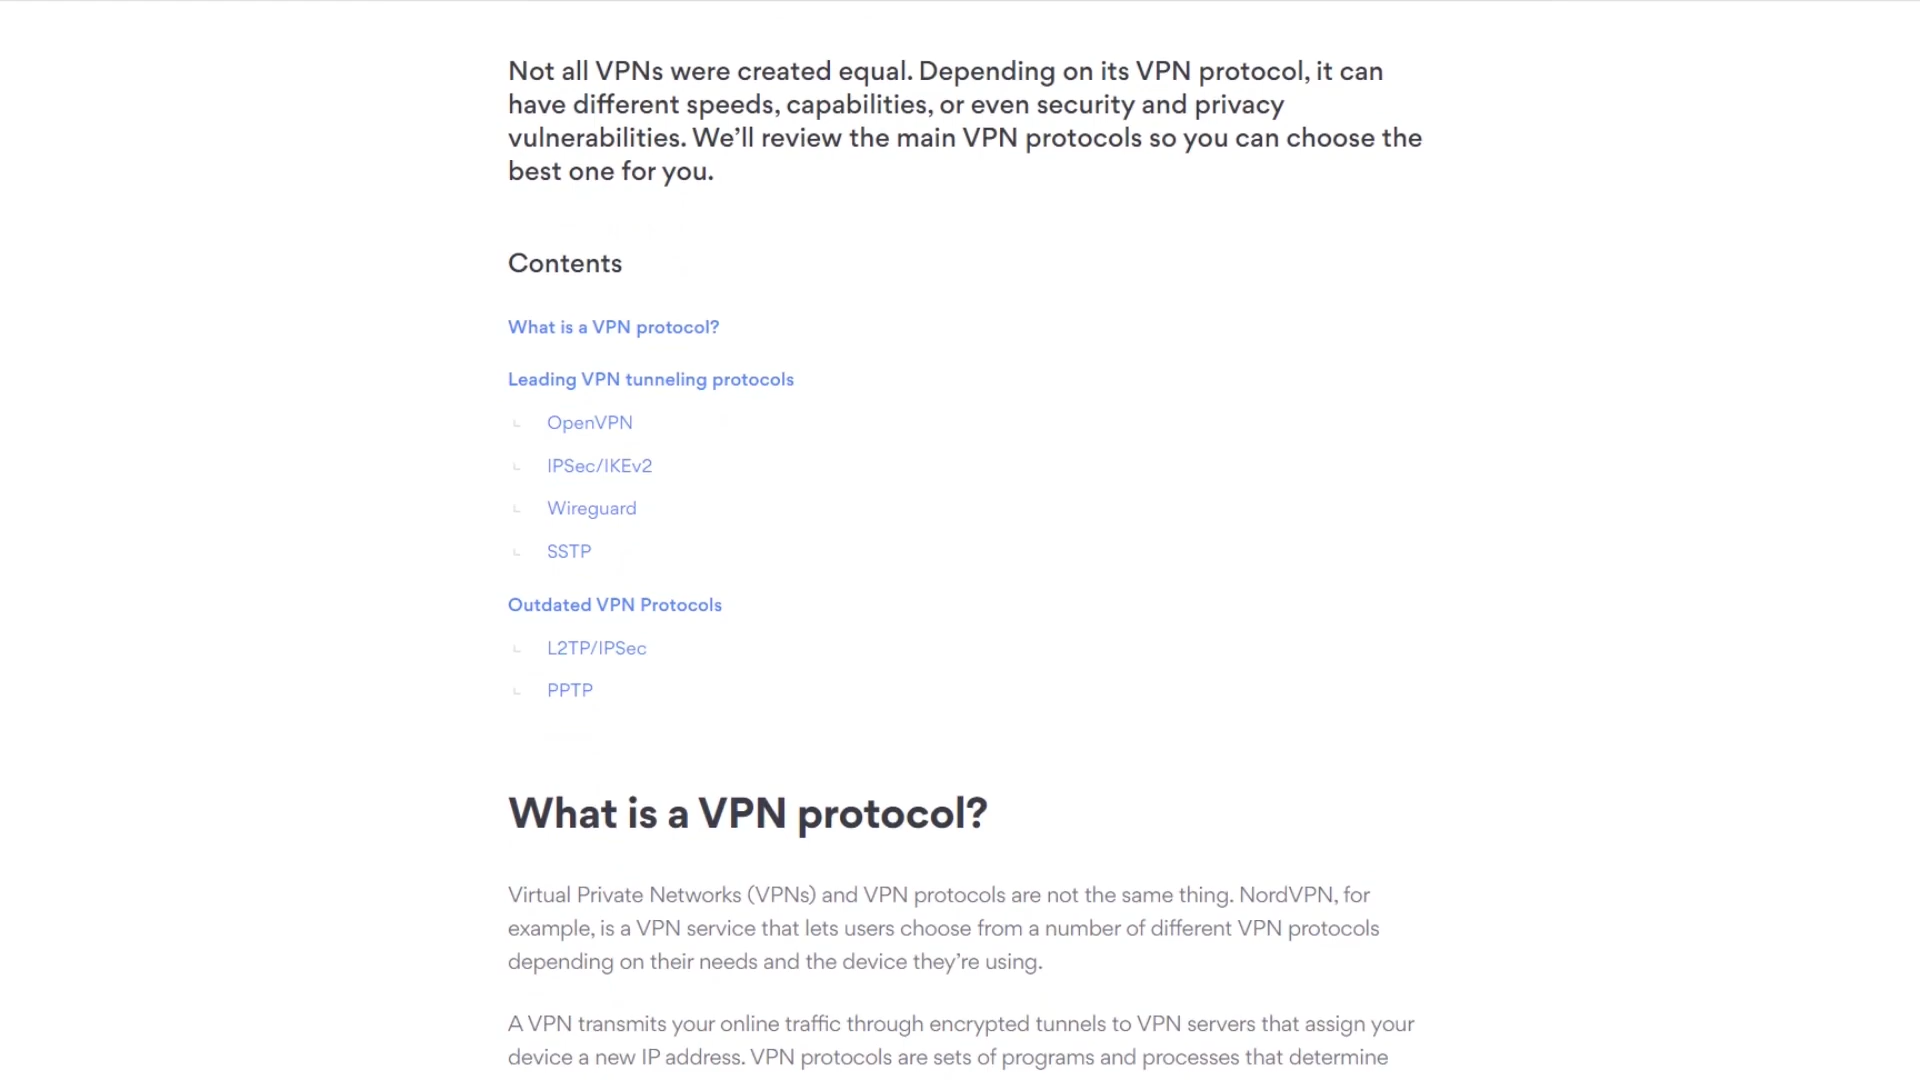 Not all VPNs were created equal. Depending on its VPN protocol, it can
have different speeds, capabilities, or even security and privacy
vulnerabilities. We’ll review the main VPN protocols so you can choose the
best one for you.
Contents
What is a VPN protocol?
Leading VPN tunneling protocols
OpenVPN
IPSec/IKEv2
Wireguard
SSTP
Outdated VPN Protocols
L2TP/IPSec
PPTP
What is a VPN protocol?
Virtual Private Networks (VPNs) and VPN protocols are not the same thing. NordVPN, for
example, is a VPN service that lets users choose from a number of different VPN protocols
depending on their needs and the device they’re using.
A VPN transmits your online traffic through encrypted tunnels to VPN servers that assign your
device a new IP address. VPN protocols are sets of programs and processes that determine